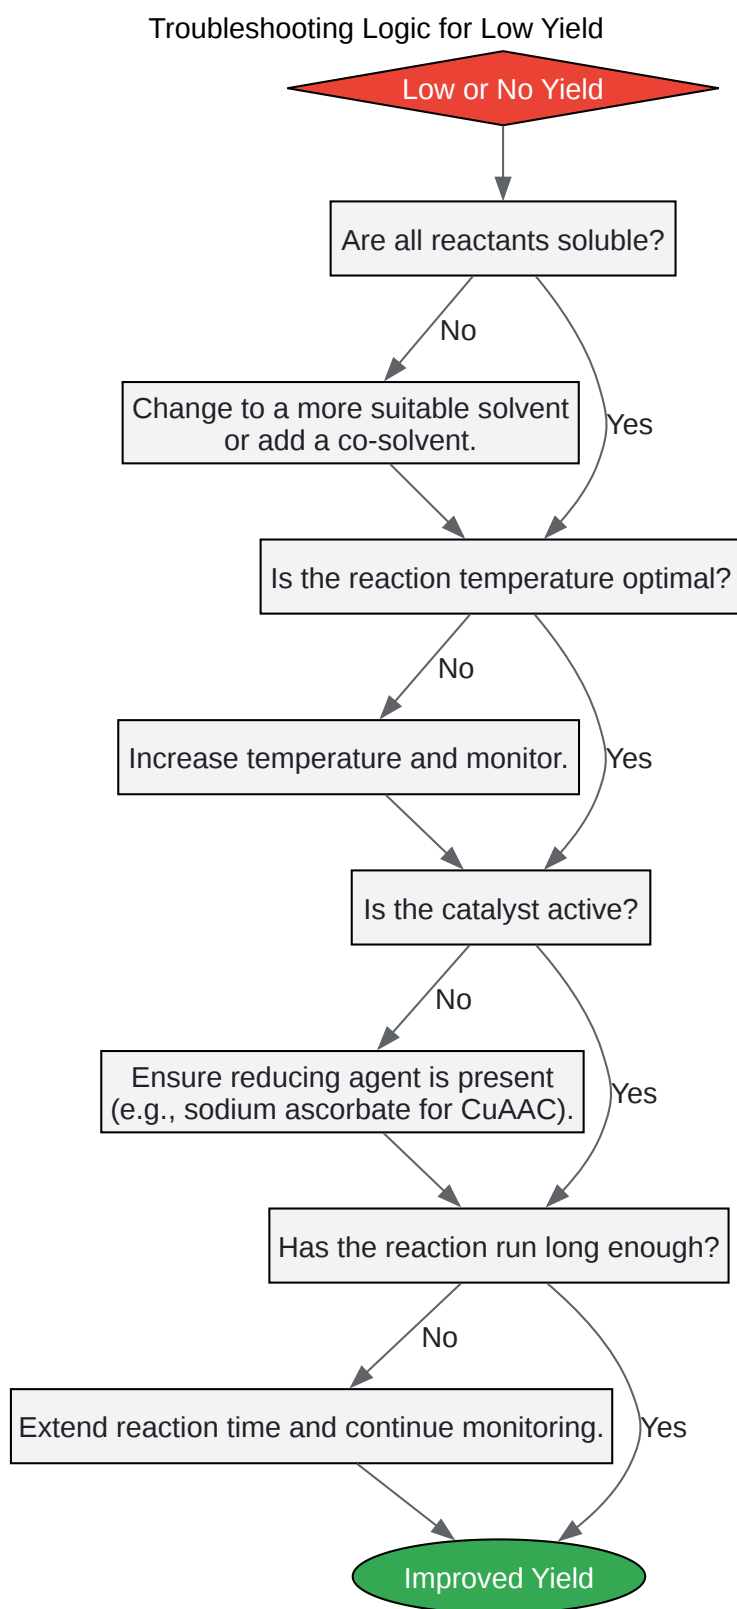 Troubleshooting Logic for Low Yield
Low or No Yield
Are all reactants soluble?
No
Change to a more suitable solvent
or add a co-solvent.
Yes
Is the reaction temperature optimal?
No
Increase temperature and monitor.
Yes
Is the catalyst active?
No
Ensure reducing agent is present
(e.g., sodium ascorbate for CuAAC).
Yes
Has the reaction run long enough?
No
Extend reaction time and continue monitoring.
Yes
Improved Yield